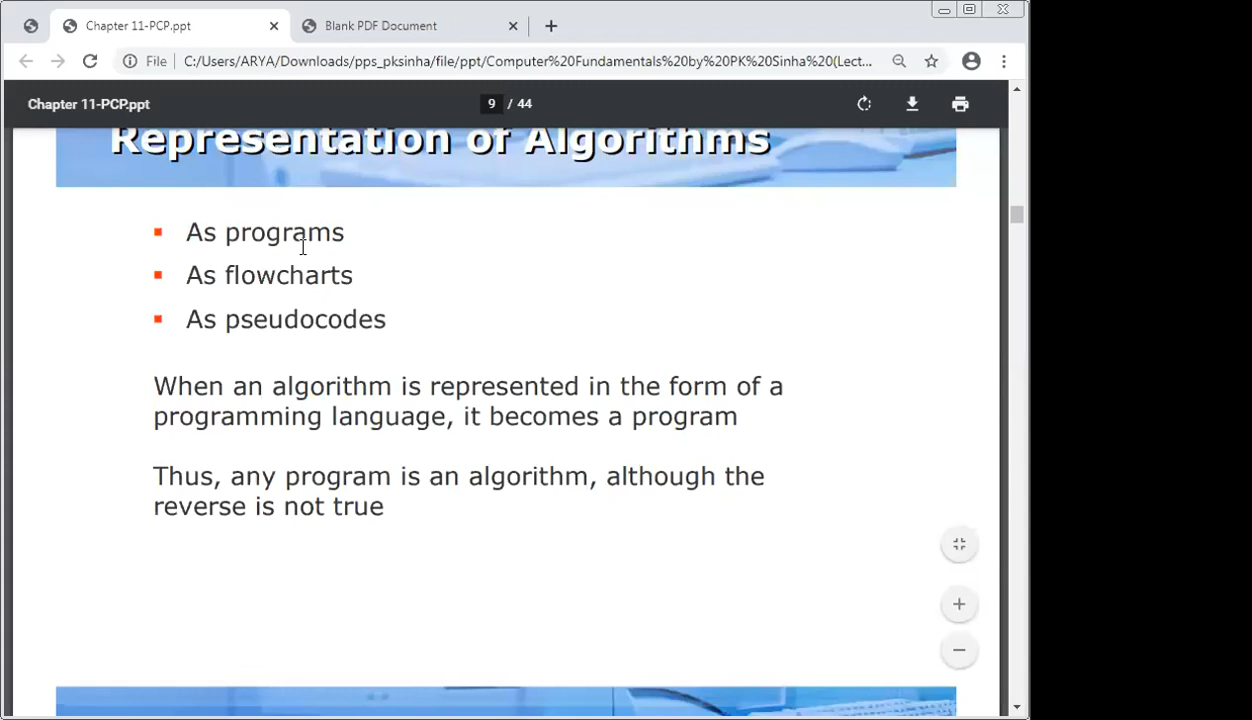 Chapter 11-PCP.ppt
Blank PDF Document
File C:/Users/ARYA/Downloads/pps_pksinha/file/ppt/Computer%20Fundamentals%20by%20PK%20Sinha%20(Lect...
Chapter 11-PCP.ppt 9 / 44
Representation of Algorithms
As programs
As flowcharts
As pseudocodes
When an algorithm is represented in the form of a
programming language, it becomes a program
Thus, any program is an algorithm, although the
reverse is not true